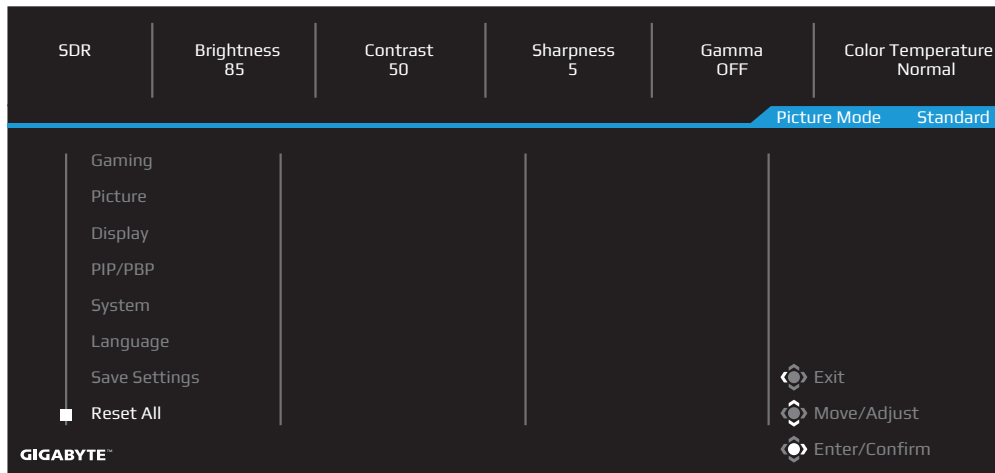 SDR
Brightness
85
Contrast
50
Sharpness
5
Gamma
OFF
Color Temperature
Normal
Picture Mode Standard
Gaming
Picture
Display
PIP/PBP
System
Language
Save Settings
Reset All
Exit
Move/Adjust
Enter/Confirm
GIGABYTE™